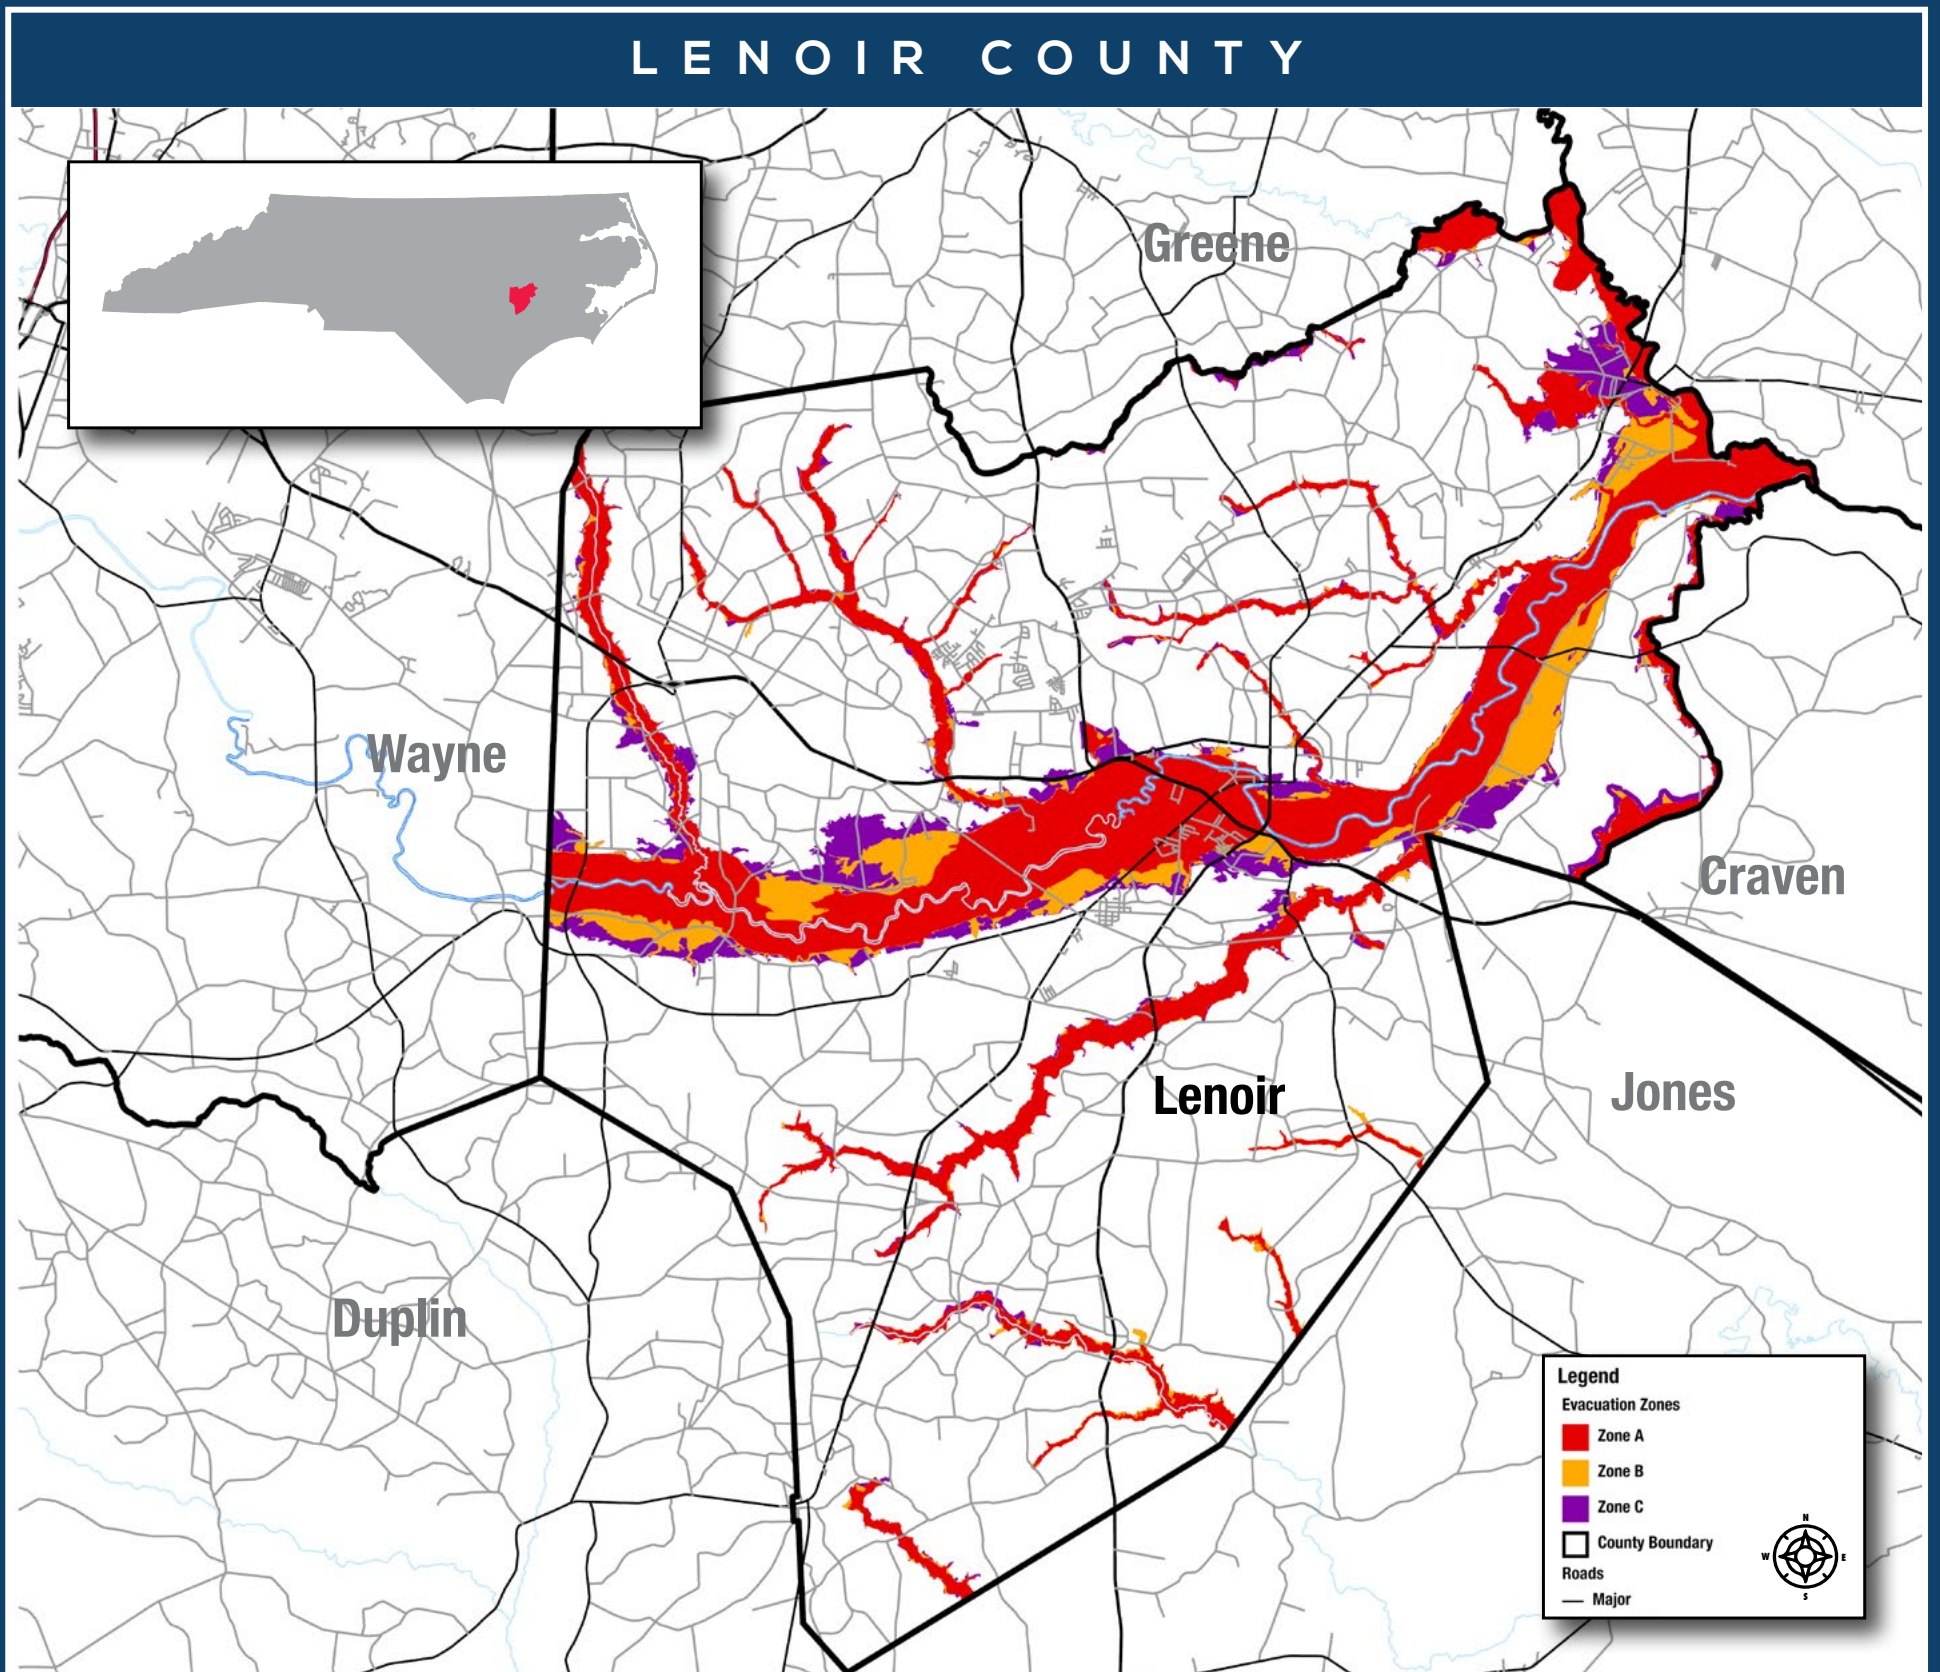 LENOIR COUNTY
Greene
Wayne
Craven
Lenoir
Jones
Duplin
Legend
Evacuation Zones
Zone A
Zone B
Zone C
County Boundary
Roads
Major
N
W E
S